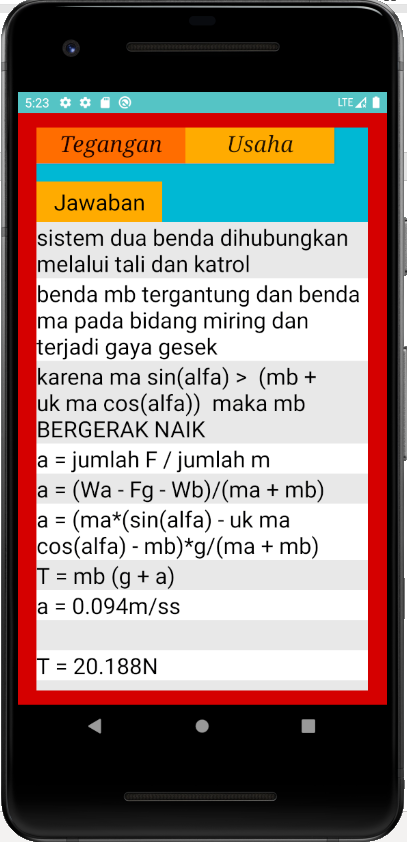 5:23
LTE
Tegangan
Usaha
Jawaban
sistem dua benda dihubungkan
melalui tali dan katrol
benda mb tergantung dan benda
ma pada bidang miring dan
terjadi gaya gesek
karena ma sin(alfa) >  (mb +
uk ma cos(alfa))  maka mb
BERGERAK NAIK
a = jumlah F / jumlah m
a = (Wa - Fg - Wb)/(ma + mb)
a = (ma*(sin(alfa) - uk ma
cos(alfa) - mb)*g/(ma + mb)
T = mb (g + a)
a = 0.094m/ss
T = 20.188N